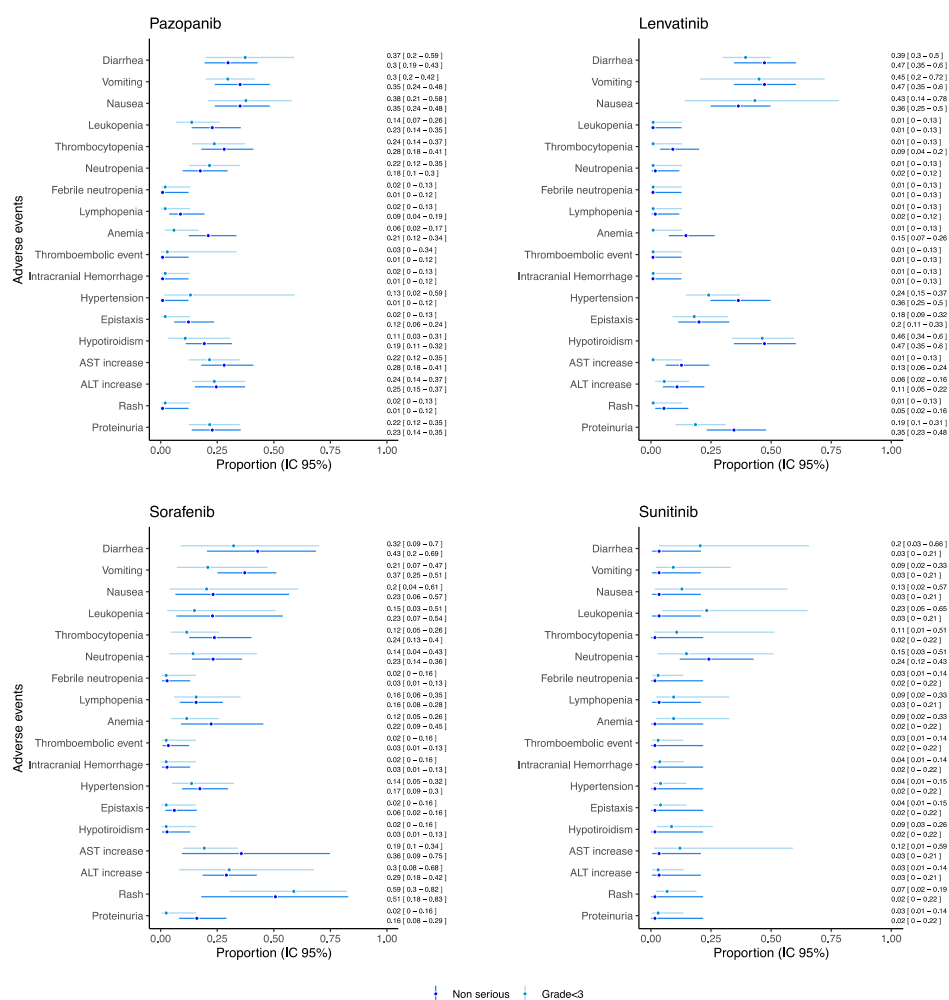 Pazopanib
Adverse events
Diarrhea
0.37 [ 0.2 − 0.59 ]
0.3 [ 0.19 − 0.43 ]
Vomiting
0.3 [ 0.2 − 0.42 ]
0.35 [ 0.24 − 0.48 ]
Nausea
0.38 [ 0.21 − 0.58 ]
0.35 [ 0.24 − 0.48 ]
Leukopenia
0.14 [ 0.07 − 0.26 ]
0.23 [ 0.14 − 0.35 ]
Thrombocytopenia
0.24 [ 0.14 − 0.37 ]
0.28 [ 0.18 − 0.41 ]
Neutropenia
0.22 [ 0.12 − 0.35 ]
0.18 [ 0.1 − 0.3 ]
Febrile neutropenia
0.02 [ 0 − 0.13 ]
0.01 [ 0 − 0.12 ]
Lymphopenia
0.02 [ 0 − 0.13 ]
0.09 [ 0.04 − 0.19 ]
Anemia
0.06 [ 0.02 − 0.17 ]
0.21 [ 0.12 − 0.34 ]
Thromboembolic event
0.03 [ 0 − 0.34 ]
0.01 [ 0 − 0.12 ]
Intracranial Hemorrhage
0.02 [ 0 − 0.13 ]
0.01 [ 0 − 0.12 ]
Hypertension
0.13 [ 0.02 − 0.59 ]
0.01 [ 0 − 0.12 ]
Epistaxis
0.02 [ 0 − 0.13 ]
0.12 [ 0.06 − 0.24 ]
Hypotiroidism
0.11 [ 0.03 − 0.31 ]
0.19 [ 0.11 − 0.32 ]
AST increase
0.22 [ 0.12 − 0.35 ]
0.28 [ 0.18 − 0.41 ]
ALT increase
0.24 [ 0.14 − 0.37 ]
0.25 [ 0.15 − 0.37 ]
Rash
0.02 [ 0 − 0.13 ]
0.01 [ 0 − 0.12 ]
Proteinuria
0.22 [ 0.12 − 0.35 ]
0.23 [ 0.14 − 0.35 ]
0.00 0.25 0.50 0.75 1.00
Proportion (IC 95%)
Lenvatinib
Diarrhea
0.39 [ 0.3 − 0.5 ]
0.47 [ 0.35 − 0.6 ]
Vomiting
0.45 [ 0.2 − 0.72 ]
0.47 [ 0.35 − 0.6 ]
Nausea
0.43 [ 0.14 − 0.78
0.36 [ 0.25 − 0.5 ]
Leukopenia
0.01 [ 0 − 0.13 ]
0.01 [ 0 − 0.13 ]
Thrombocytopenia
0.01 [ 0 − 0.13 ]
0.09 [ 0.04 − 0.2 ]
Neutropenia
0.01 [ 0 − 0.13 ]
0.02 [ 0 − 0.12 ]
Febrile neutropenia
0.01 [ 0 − 0.13 ]
0.01 [ 0 − 0.13 ]
Lymphopenia
0.01 [ 0 − 0.13 ]
0.02 [ 0 − 0.12 ]
Anemia
0.01 [ 0 − 0.13 ]
0.15 [ 0.07 − 0.26
Thromboembolic event
0.01 [ 0 − 0.13 ]
0.01 [ 0 − 0.13 ]
Intracranial Hemorrhage
0.01 [ 0 − 0.13 ]
0.01 [ 0 − 0.13 ]
Hypertension
0.24 [ 0.15 − 0.37
0.36 [ 0.25 − 0.5 ]
Epistaxis
0.18 [ 0.09 − 0.32
0.2 [ 0.11 − 0.33 ]
Hypotiroidism
0.46 [ 0.34 − 0.6 ]
0.47 [ 0.35 − 0.6 ]
AST increase
0.01 [ 0 − 0.13 ]
0.13 [ 0.06 − 0.24
ALT increase
0.06 [ 0.02 − 0.16
0.11 [ 0.05 − 0.22
Rash
0.01 [ 0 − 0.13 ]
0.05 [ 0.02 − 0.16
Proteinuria
0.19 [ 0.1 − 0.31 ]
0.35 [ 0.23 − 0.48
0.00 0.25 0.50 0.75 1.00
Proportion (IC 95%)
Sorafenib
Adverse events
Diarrhea
0.32 [ 0.09 − 0.7 ]
0.43 [ 0.2 − 0.69 ]
Vomiting
0.21 [ 0.07 − 0.47 ]
0.37 [ 0.25 − 0.51 ]
Nausea
0.2 [ 0.04 − 0.61 ]
0.23 [ 0.06 − 0.57 ]
Leukopenia
0.15 [ 0.03 − 0.51 ]
0.23 [ 0.07 − 0.54 ]
Thrombocytopenia
0.12 [ 0.05 − 0.26 ]
0.24 [ 0.13 − 0.4 ]
Neutropenia
0.14 [ 0.04 − 0.43 ]
0.23 [ 0.14 − 0.36 ]
Febrile neutropenia
0.02 [ 0 − 0.16 ]
0.03 [ 0.01 − 0.13 ]
Lymphopenia
0.16 [ 0.06 − 0.35 ]
0.16 [ 0.08 − 0.28 ]
Anemia
0.12 [ 0.05 − 0.26 ]
0.22 [ 0.09 − 0.45 ]
Thromboembolic event
0.02 [ 0 − 0.16 ]
0.03 [ 0.01 − 0.13 ]
Intracranial Hemorrhage
0.02 [ 0 − 0.16 ]
0.03 [ 0.01 − 0.13 ]
Hypertension
0.14 [ 0.05 − 0.32 ]
0.17 [ 0.09 − 0.3 ]
Epistaxis
0.02 [ 0 − 0.16 ]
0.06 [ 0.02 − 0.16 ]
Hypotiroidism
0.02 [ 0 − 0.16 ]
0.03 [ 0.01 − 0.13 ]
AST increase
0.19 [ 0.1 − 0.34 ]
0.36 [ 0.09 − 0.75 ]
ALT increase
0.3 [ 0.08 − 0.68 ]
0.29 [ 0.18 − 0.42 ]
Rash
0.59 [ 0.3 − 0.82 ]
0.51 [ 0.18 − 0.83 ]
Proteinuria
0.02 [ 0 − 0.16 ]
0.16 [ 0.08 − 0.29 ]
0.00 0.25 0.50 0.75 1.00
Proportion (IC 95%)
Sunitinib
Diarrhea
0.2 [ 0.03 − 0.66 ]
0.03 [ 0 − 0.21 ]
Vomiting
0.09 [ 0.02 − 0.33
0.03 [ 0 − 0.21 ]
Nausea
0.13 [ 0.02 − 0.57
0.03 [ 0 − 0.21 ]
Leukopenia
0.23 [ 0.05 − 0.65
0.03 [ 0 − 0.21 ]
Thrombocytopenia
0.11 [ 0.01 − 0.51
0.02 [ 0 − 0.22 ]
Neutropenia
0.15 [ 0.03 − 0.51
0.24 [ 0.12 − 0.43
Febrile neutropenia
0.03 [ 0.01 − 0.14
0.02 [ 0 − 0.22 ]
Lymphopenia
0.09 [ 0.02 − 0.33
0.03 [ 0 − 0.21 ]
Anemia
0.09 [ 0.02 − 0.33
0.02 [ 0 − 0.22 ]
Thromboembolic event
0.03 [ 0.01 − 0.14
0.02 [ 0 − 0.22 ]
Intracranial Hemorrhage
0.04 [ 0.01 − 0.14
0.02 [ 0 − 0.22 ]
Hypertension
0.04 [ 0.01 − 0.15
0.02 [ 0 − 0.22 ]
Epistaxis
0.04 [ 0.01 − 0.15
0.02 [ 0 − 0.22 ]
Hypotiroidism
0.09 [ 0.03 − 0.26
0.02 [ 0 − 0.22 ]
AST increase
0.12 [ 0.01 − 0.59
0.03 [ 0 − 0.21 ]
ALT increase
0.03 [ 0.01 − 0.14
0.03 [ 0 − 0.21 ]
Rash
0.07 [ 0.02 − 0.19
0.02 [ 0 − 0.22 ]
Proteinuria
0.03 [ 0.01 − 0.14
0.02 [ 0 − 0.22 ]
0.00 0.25 0.50 0.75 1.00
Proportion (IC 95%)
Non serious Grade<3